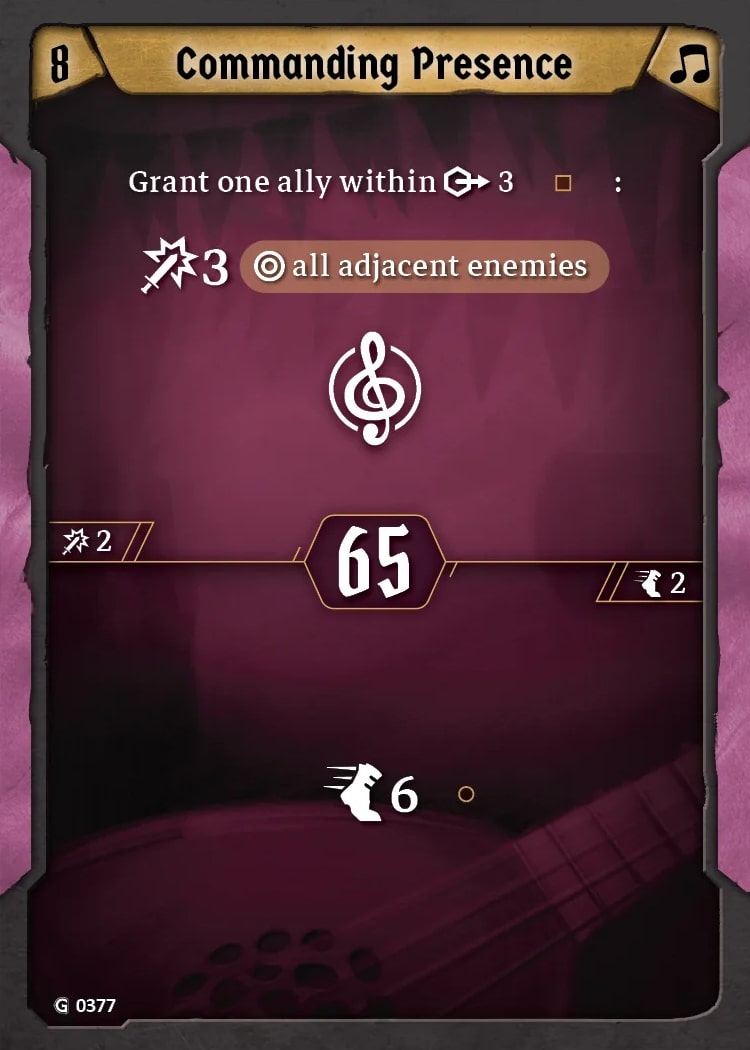 8 Commanding Presence
Grant one ally within 3 :
3 all adjacent enemies
2
65
2
6
G 0377